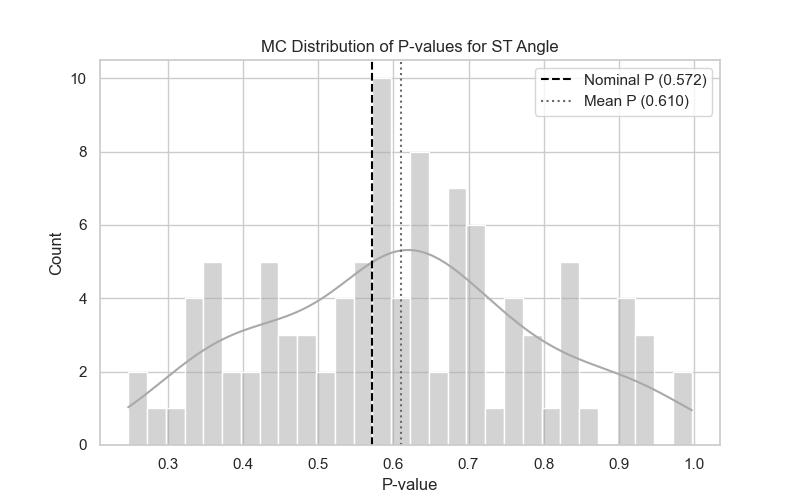 MC Distribution of P-values for ST Angle
Nominal P (0.572)
Mean P (0.610)
10
8
6
4
2
0
Count
0.3 0.4 0.5 0.6 0.7 0.8 0.9 1.0
P-value